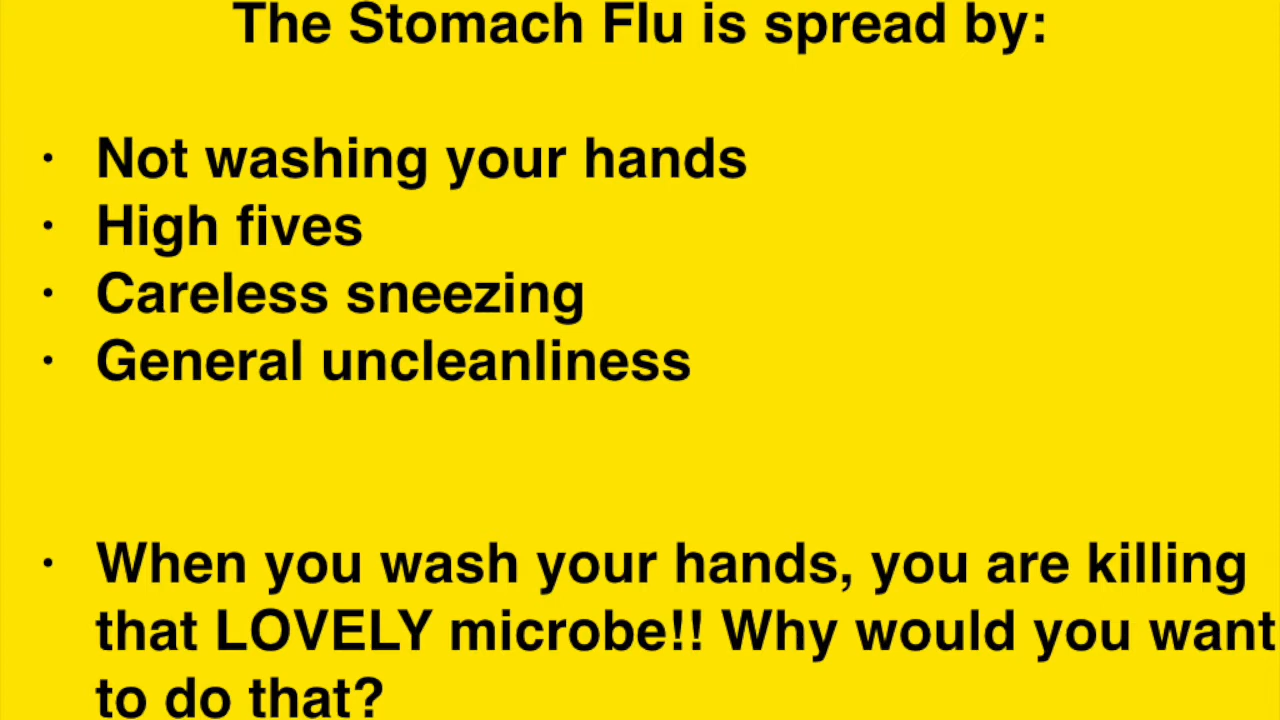 The Stomach Flu is spread by:
· Not washing your hands
· High fives
· Careless sneezing
· General uncleanliness
· When you wash your hands, you are killing
that LOVELY microbe!! Why would you want
to do that?